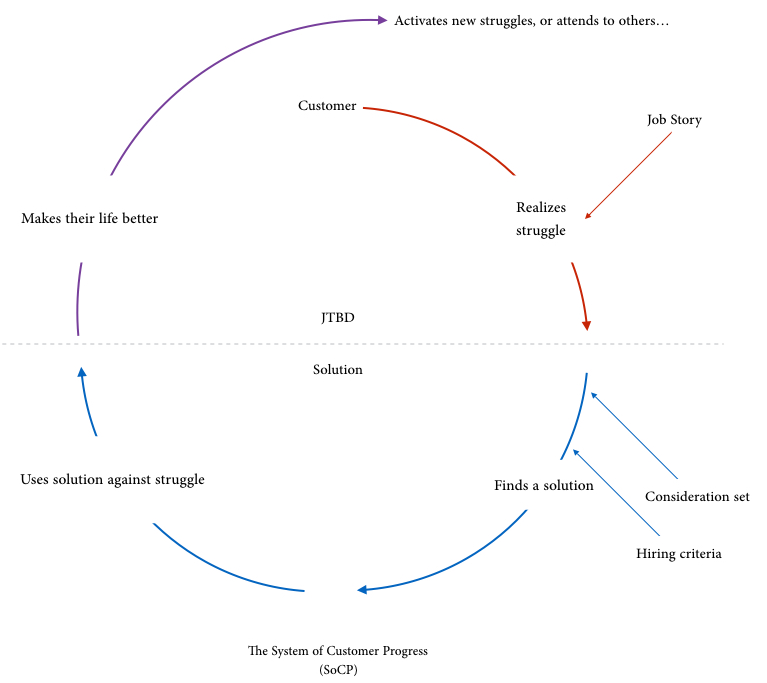 Activates new struggles, or attends to others…
Customer
Job Story
Realizes
struggle
Makes their life better
JTBD
Solution
Uses solution against struggle
Finds a solution
Consideration set
Hiring criteria
The System of Customer Progress
(SoCP)